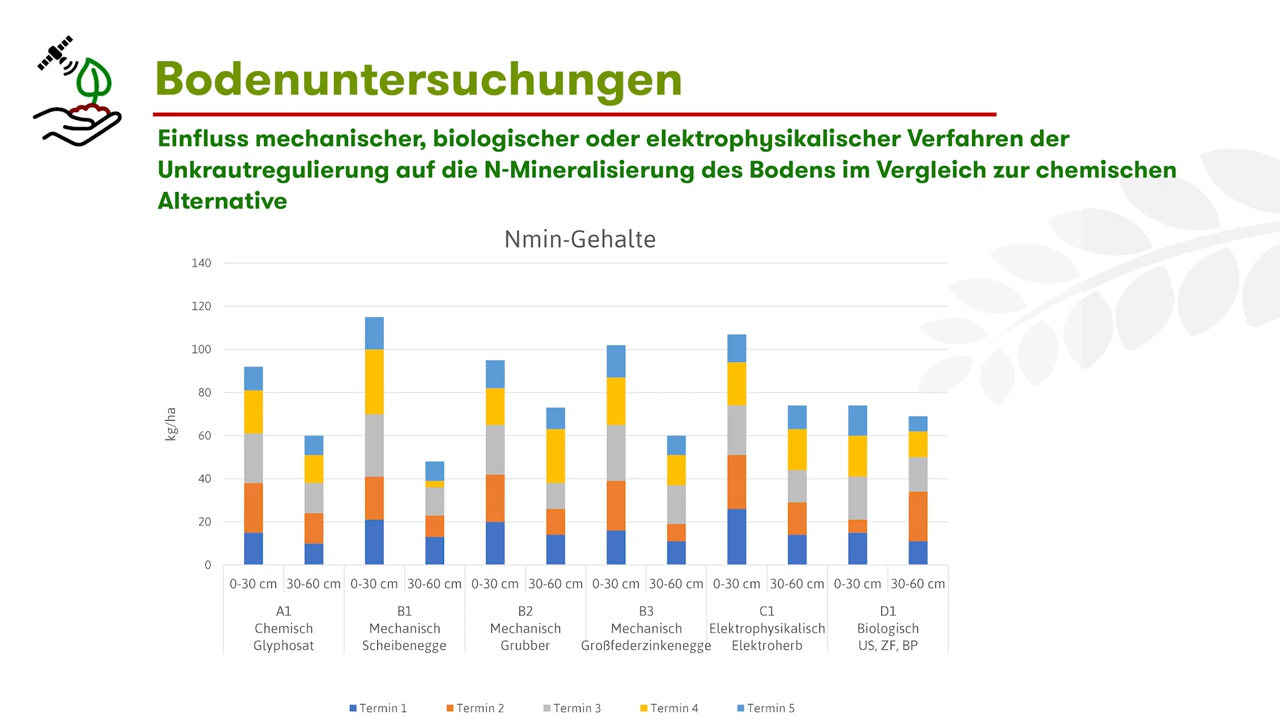 Bodenuntersuchungen
Einfluss mechanischer, biologischer oder elektrophysikalischer Verfahren der
Unkrautregulierung auf die N-Mineralisierung des Bodens im Vergleich zur chemischen
Alternative
Nmin-Gehalte
140
120
100
80
60
40
20
0
kg/ha
0-30 cm 30-60 cm 0-30 cm 30-60 cm 0-30 cm 30-60 cm 0-30 cm 30-60 cm 0-30 cm 30-60 cm 0-30 cm 30-60 cm
A1 B1 B2 B3 C1 D1
Chemisch Mechanisch Mechanisch Mechanisch Elektrophysikalisch Biologisch
Glyphosat Scheibenegge Grubber Großfederzinkenegge Elektroherb US, ZF, BP
Termin 1 Termin 2 Termin 3 Termin 4 Termin 5